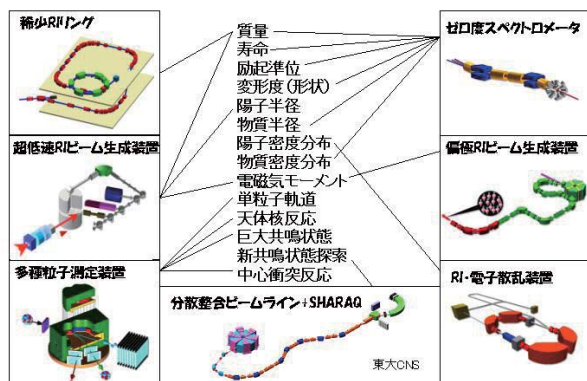 稀少RIリング
超低速RIビーム生成装置
多種粒子測定装置
質量
寿命
励起準位
変形度(形状)
陽子半径
物質半径
陽子密度分布
物質密度分布
電磁気モーメント
単粒子軌道
天体核反応
巨大共鳴状態
新共鳴状態探索
中心衝突反応
分散整合ビームライン+SHARAQ
東大CNS
ゼロ度スペクトロメータ
偏極RIビーム生成装置
RI・電子散乱装置